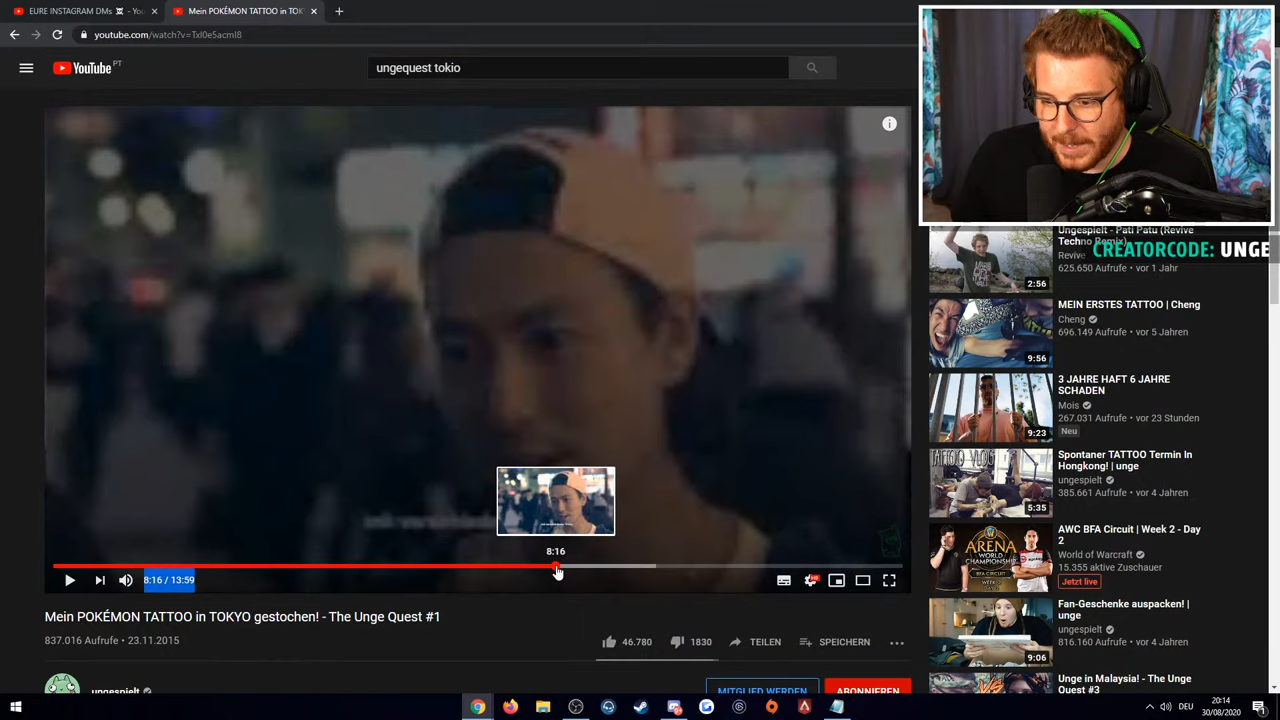 EURE INSTAGRAM DMs
Mein POKÉMON TATTOO in TOK
YouTube PT
ungequest tokio
8:16
8:16 / 13:59
Mein POKÉMON TATTOO in TOKYO gestochen! - The Unge Quest #1
837.016 Aufrufe • 23.11.2015
46.780
1830
TEILEN
SPEICHERN
ungespielt
MITGLIED WERDEN
ABONNIEREN
Ungespielt - Pati Patu (Revive
Techno Remix)
Revive
625.650 Aufrufe • vor 1 Jahr
2:56
CREATORCODE: UNGE
MEIN ERSTES TATTOO | Cheng
Cheng
696.149 Aufrufe • vor 5 Jahren
9:56
3 JAHRE HAFT 6 JAHRE
SCHADEN
Mois
267.031 Aufrufe • vor 23 Stunden
Neu
9:23
TATTOO VLOG
Spontaner TATTOO Termin In
Hongkong! | unge
ungespielt
385.661 Aufrufe • vor 4 Jahren
5:35
ARENA
WORLD
CHAMPIONSHIP
BFA CIRCUIT
AWC BFA Circuit | Week 2 - Day
2
World of Warcraft
15.355 aktive Zuschauer
Jetzt live
Fan-Geschenke auspacken! |
unge
ungespielt
816.160 Aufrufe • vor 4 Jahren
9:06
Unge in Malaysia! - The Unge
Quest #3
DEU
20:14
30/08/2020